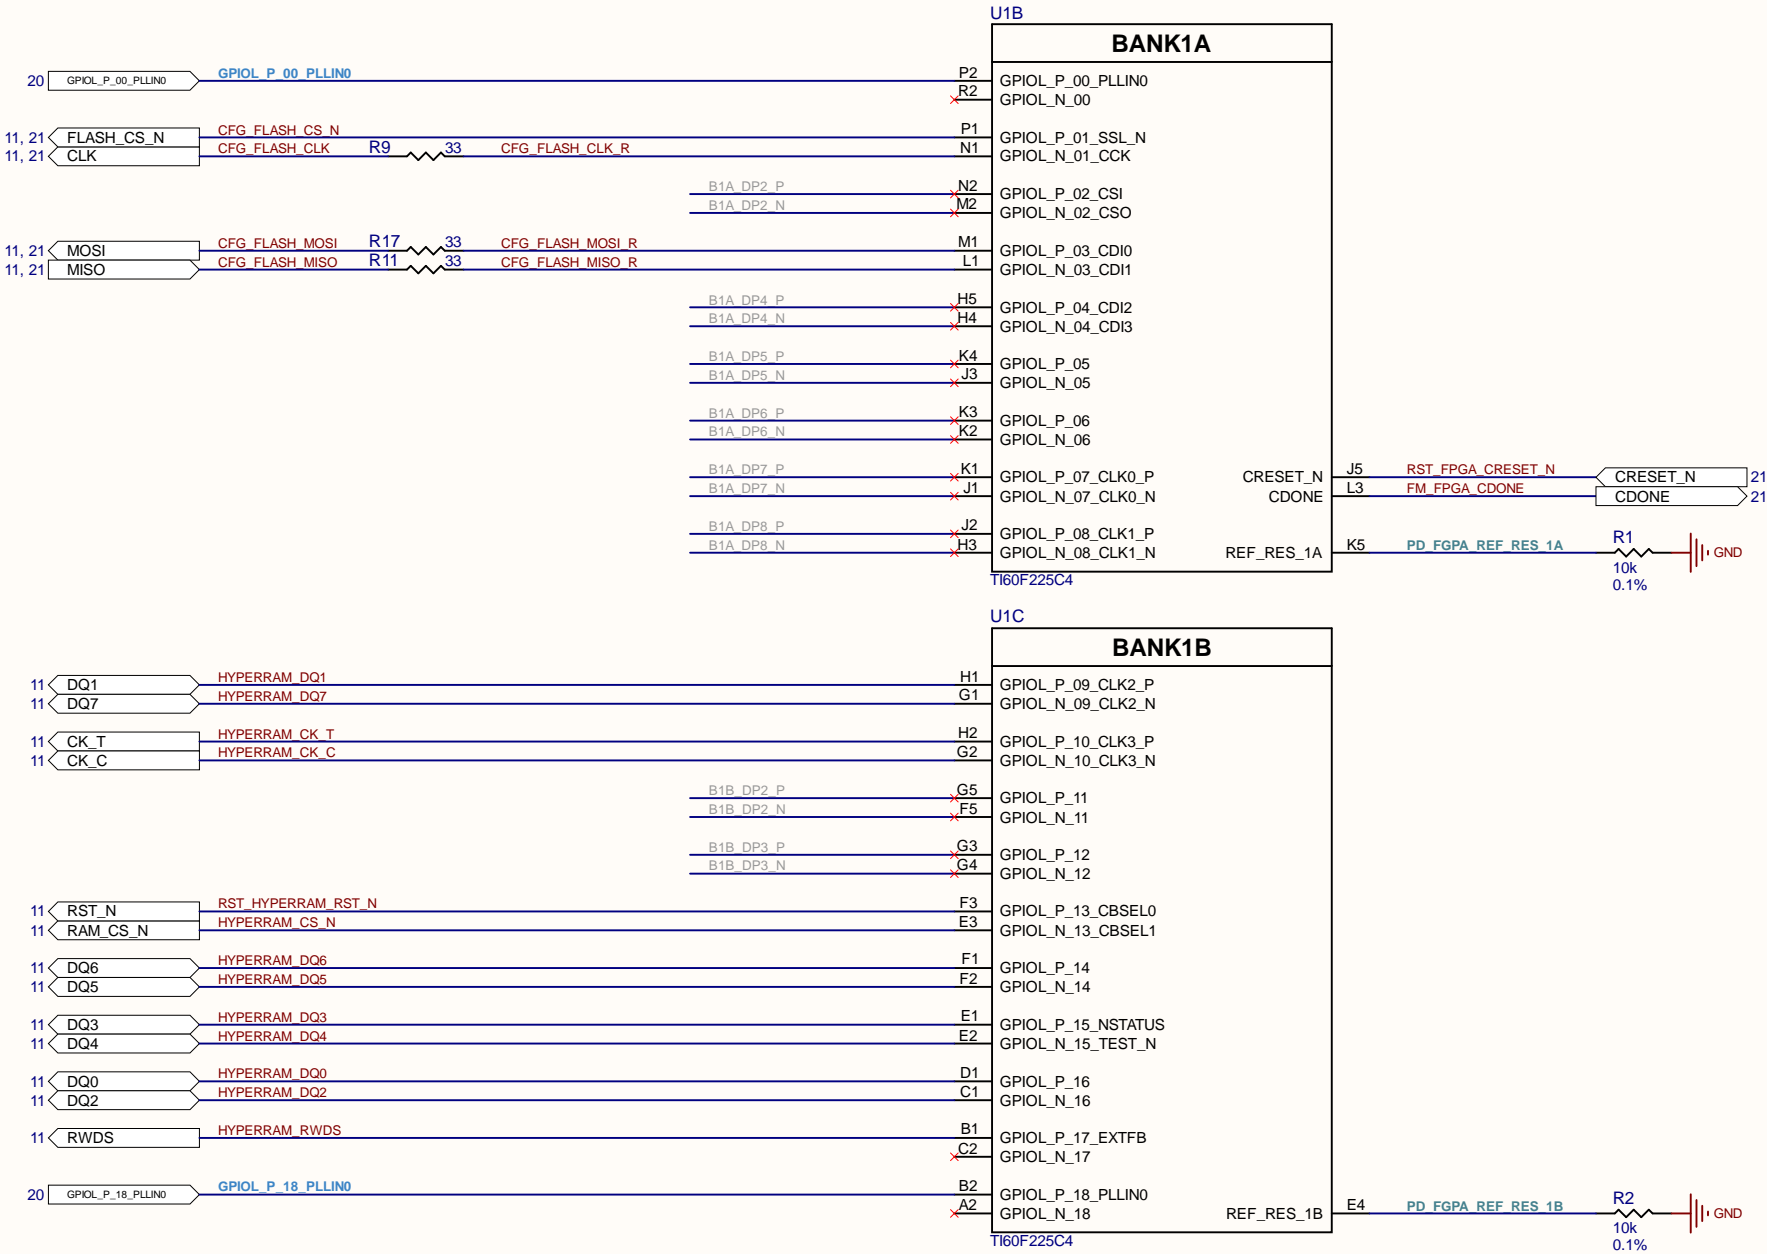 U1B
BANK1A
20 GPIOL_P_00_PLLIN0 GPIOL_P_00_PLLIN0 P2 GPIOL_P_00_PLLIN0
R2 GPIOL_N_00
11, 21 FLASH_CS_N CFG_FLASH_CS_N P1 GPIOL_P_01_SSL_N
11, 21 CLK CFG_FLASH_CLK R9 33 CFG_FLASH_CLK_R N1 GPIOL_N_01_CCK
B1A_DP2_P N2 GPIOL_P_02_CSI
B1A_DP2_N M2 GPIOL_N_02_CSO
11, 21 MOSI CFG_FLASH_MOSI R17 33 CFG_FLASH_MOSI_R M1 GPIOL_P_03_CDI0
11, 21 MISO CFG_FLASH_MISO R11 33 CFG_FLASH_MISO_R L1 GPIOL_N_03_CDI1
B1A_DP4_P H5 GPIOL_P_04_CDI2
B1A_DP4_N H4 GPIOL_N_04_CDI3
B1A_DP5_P K4 GPIOL_P_05
B1A_DP5_N J3 GPIOL_N_05
B1A_DP6_P K3 GPIOL_P_06
B1A_DP6_N K2 GPIOL_N_06
B1A_DP7_P K1 GPIOL_P_07_CLK0_P CRESET_N J5 RST_FPGA_CRESET_N CRESET_N 21
B1A_DP7_N J1 GPIOL_N_07_CLK0_N CDONE L3 FM_FPGA_CDONE CDONE 21
B1A_DP8_P J2 GPIOL_P_08_CLK1_P R1
B1A_DP8_N H3 GPIOL_N_08_CLK1_N REF_RES_1A K5 PD_FGPA_REF_RES_1A GND
10k
TI60F225C4 0.1%
U1C
BANK1B
11 DQ1 HYPERRAM_DQ1 H1 GPIOL_P_09_CLK2_P
11 DQ7 HYPERRAM_DQ7 G1 GPIOL_N_09_CLK2_N
11 CK_T HYPERRAM_CK_T H2 GPIOL_P_10_CLK3_P
11 CK_C HYPERRAM_CK_C G2 GPIOL_N_10_CLK3_N
B1B_DP2_P G5 GPIOL_P_11
B1B_DP2_N F5 GPIOL_N_11
B1B_DP3_P G3 GPIOL_P_12
B1B_DP3_N G4 GPIOL_N_12
11 RST_N RST_HYPERRAM_RST_N F3 GPIOL_P_13_CBSEL0
11 RAM_CS_N HYPERRAM_CS_N E3 GPIOL_N_13_CBSEL1
11 DQ6 HYPERRAM_DQ6 F1 GPIOL_P_14
11 DQ5 HYPERRAM_DQ5 F2 GPIOL_N_14
11 DQ3 HYPERRAM_DQ3 E1 GPIOL_P_15_NSTATUS
11 DQ4 HYPERRAM_DQ4 E2 GPIOL_N_15_TEST_N
11 DQ0 HYPERRAM_DQ0 D1 GPIOL_P_16
11 DQ2 HYPERRAM_DQ2 C1 GPIOL_N_16
11 RWDS HYPERRAM_RWDS B1 GPIOL_P_17_EXTFB
C2 GPIOL_N_17
20 GPIOL_P_18_PLLIN0 GPIOL_P_18_PLLIN0 B2 GPIOL_P_18_PLLIN0 R2
A2 GPIOL_N_18 REF_RES_1B E4 PD_FGPA_REF_RES_1B GND
10k
TI60F225C4 0.1%